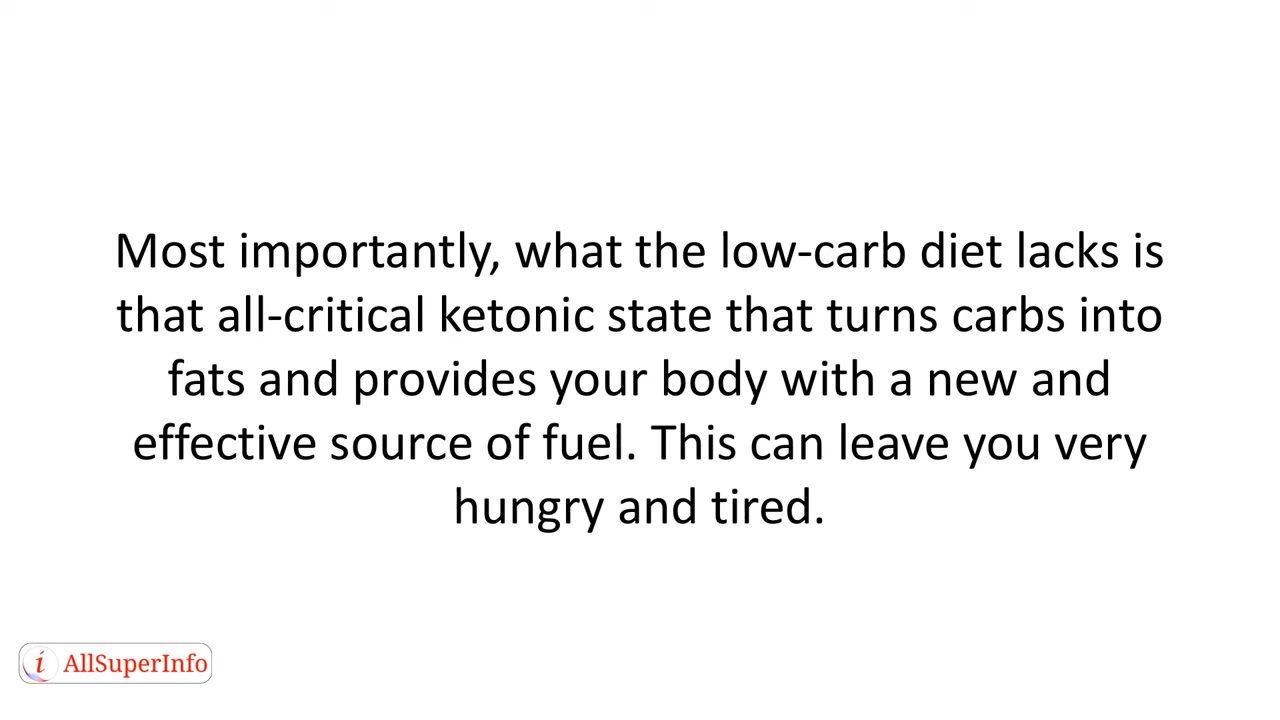 Most importantly, what the low-carb diet lacks is
that all-critical ketonic state that turns carbs into
fats and provides your body with a new and
effective source of fuel. This can leave you very
hungry and tired.
i AllSuperInfo